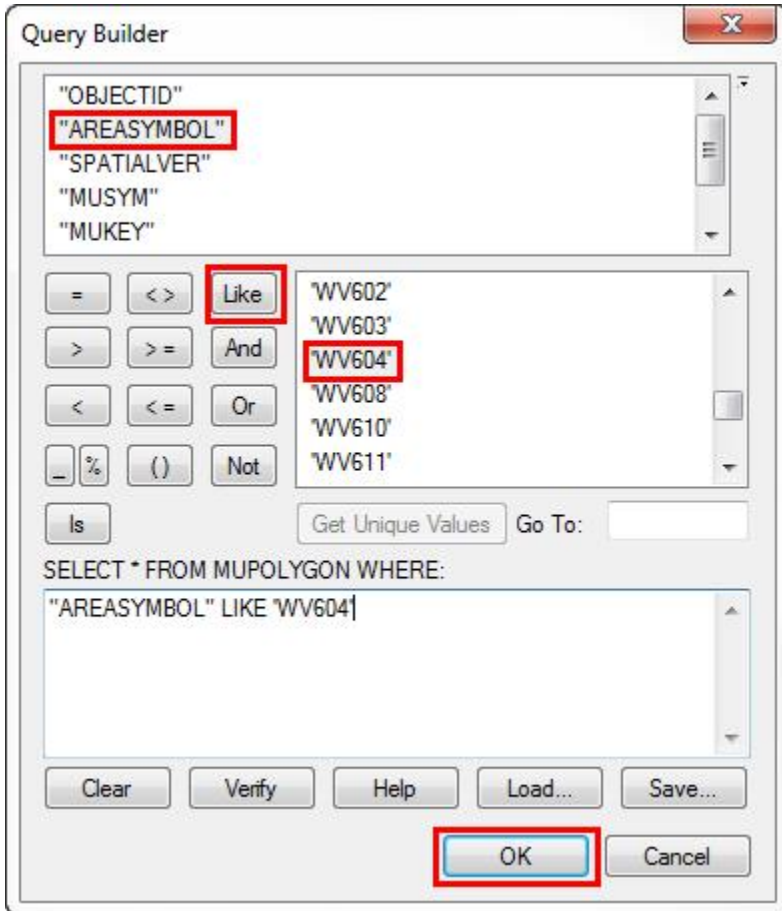 Query Builder
"OBJECTID"
"AREASYMBOL"
"SPATIALVER"
"MUSYM"
"MUKEY"
= < > Like
> > = And
< < = Or
_ % ( ) Not
Is
'WV602'
'WV603'
'WV604'
'WV608'
'WV610'
'WV611'
Get Unique Values Go To:
SELECT * FROM MUPOLYGON WHERE:
"AREASYMBOL" LIKE 'WV604'
Clear Verify Help Load... Save...
OK Cancel